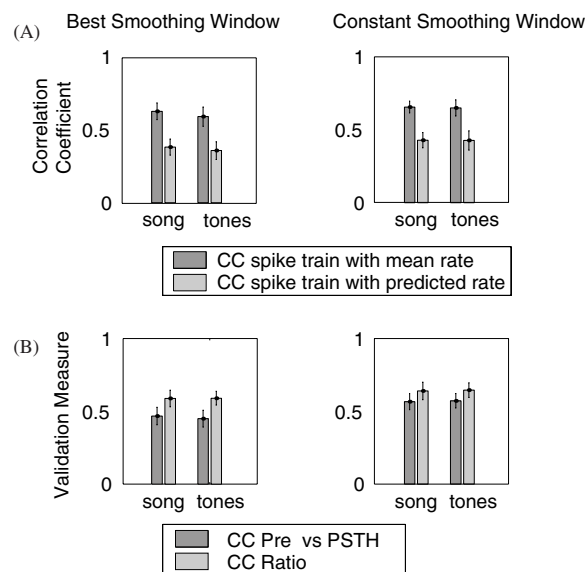 Best Smoothing Window
Constant Smoothing Window
(A)
Correlation
Coefficient
1
0.5
0
song
tones
1
0.5
0
song
tones
CC spike train with mean rate
CC spike train with predicted rate
(B)
Validation Measure
1
0.5
0
song
tones
1
0.5
0
song
tones
CC Pre vs PSTH
CC Ratio